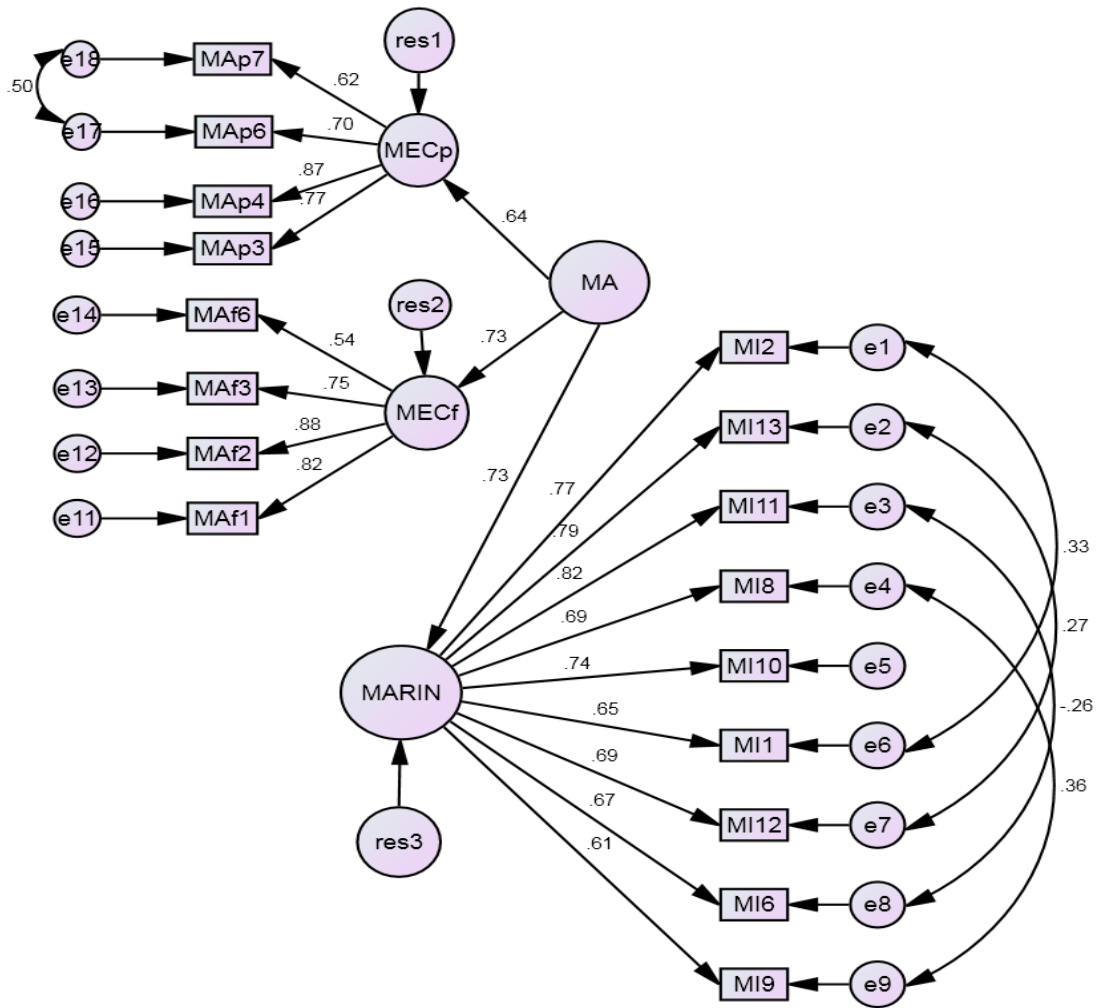 res1
e18
MAp7
.62
.50
e17
MAp6
.70
MECp
.87
e16
MAp4
.77
e15
MAp3
.64
MA
res2
e14
MAf6
.54
.73
e13
MAf3
.75
MECf
.88
e12
MAf2
.82
e11
MAf1
.73
MI2
e1
.77
MI13
e2
.79
MI11
e3
.33
.82
MI8
e4
.69
.27
.74
MI10
e5
MARIN
.65
-.26
MI1
e6
.69
.36
.67
MI12
e7
.61
res3
MI6
e8
MI9
e9